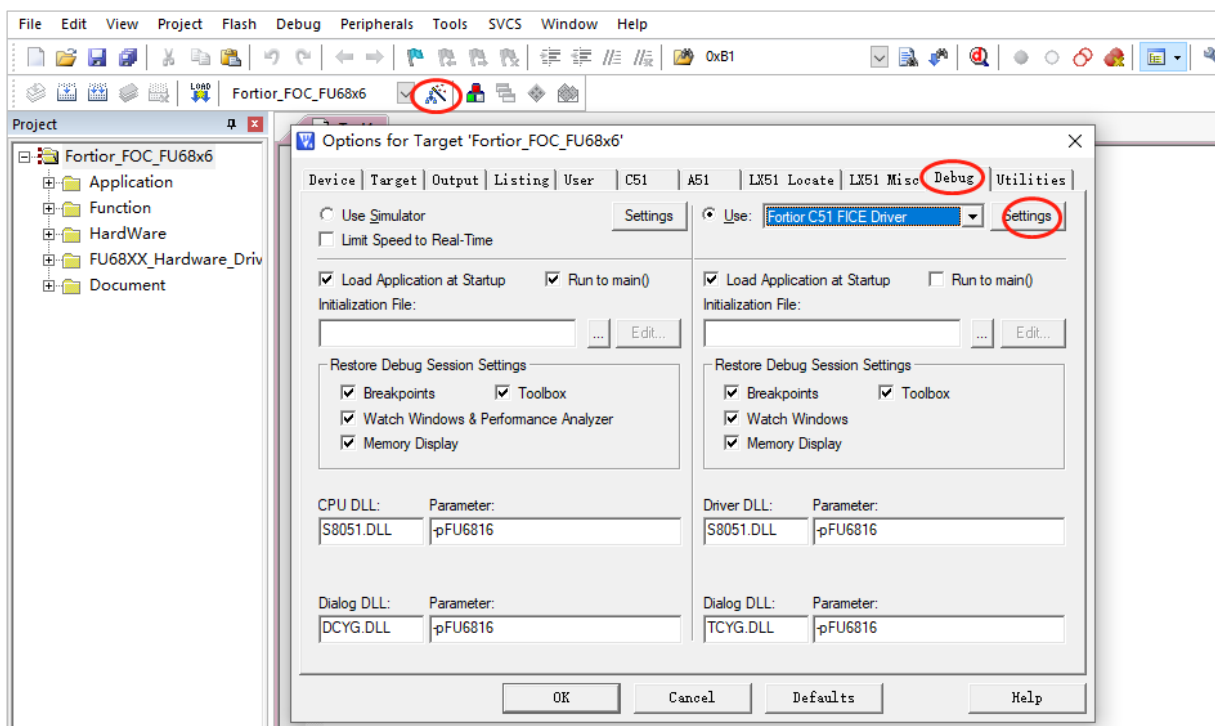 File Edit View Project Flash Debug Peripherals Tools SVCS Window Help
0xB1
LOAD Fortior_FOC_FU68x6
Project
Fortior_FOC_FU68x6
Application
Function
HardWare
FU68XX_Hardware_Driv
Document
Options for Target 'Fortior_FOC_FU68x6'
Device Target Output Listing User C51 A51 LX51 Locate LX51 Misc Debug Utilities
Use Simulator Settings Use: Fortior C51 FICE Driver Settings
Limit Speed to Real-Time
Load Application at Startup Run to main() Load Application at Startup Run to main()
Initialization File: Initialization File:
... Edit... ... Edit...
Restore Debug Session Settings Restore Debug Session Settings
Breakpoints Toolbox Breakpoints Toolbox
Watch Windows & Performance Analyzer Watch Windows
Memory Display Memory Display
CPU DLL: Parameter: Driver DLL: Parameter:
S8051.DLL -pFU6816 S8051.DLL -pFU6816
Dialog DLL: Parameter: Dialog DLL: Parameter:
DCYG.DLL -pFU6816 TCYG.DLL -pFU6816
OK Cancel Defaults Help